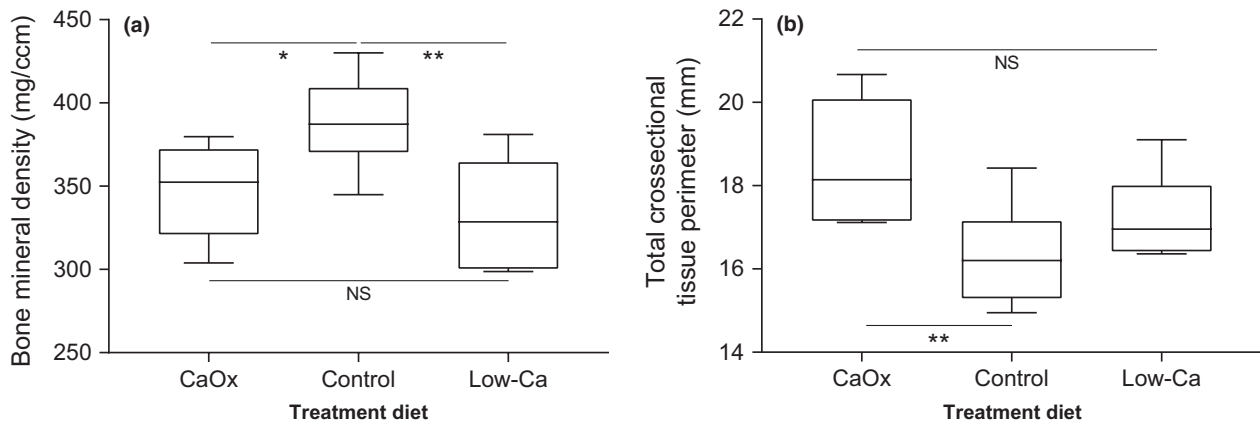 (a)
Bone mineral density (mg/ccm)
450
400
350
300
250
*
**
NS
CaOx
Control
Low-Ca
Treatment diet
(b)
Total crossectional
tissue perimeter (mm)
22
20
18
16
14
NS
**
CaOx
Control
Low-Ca
Treatment diet